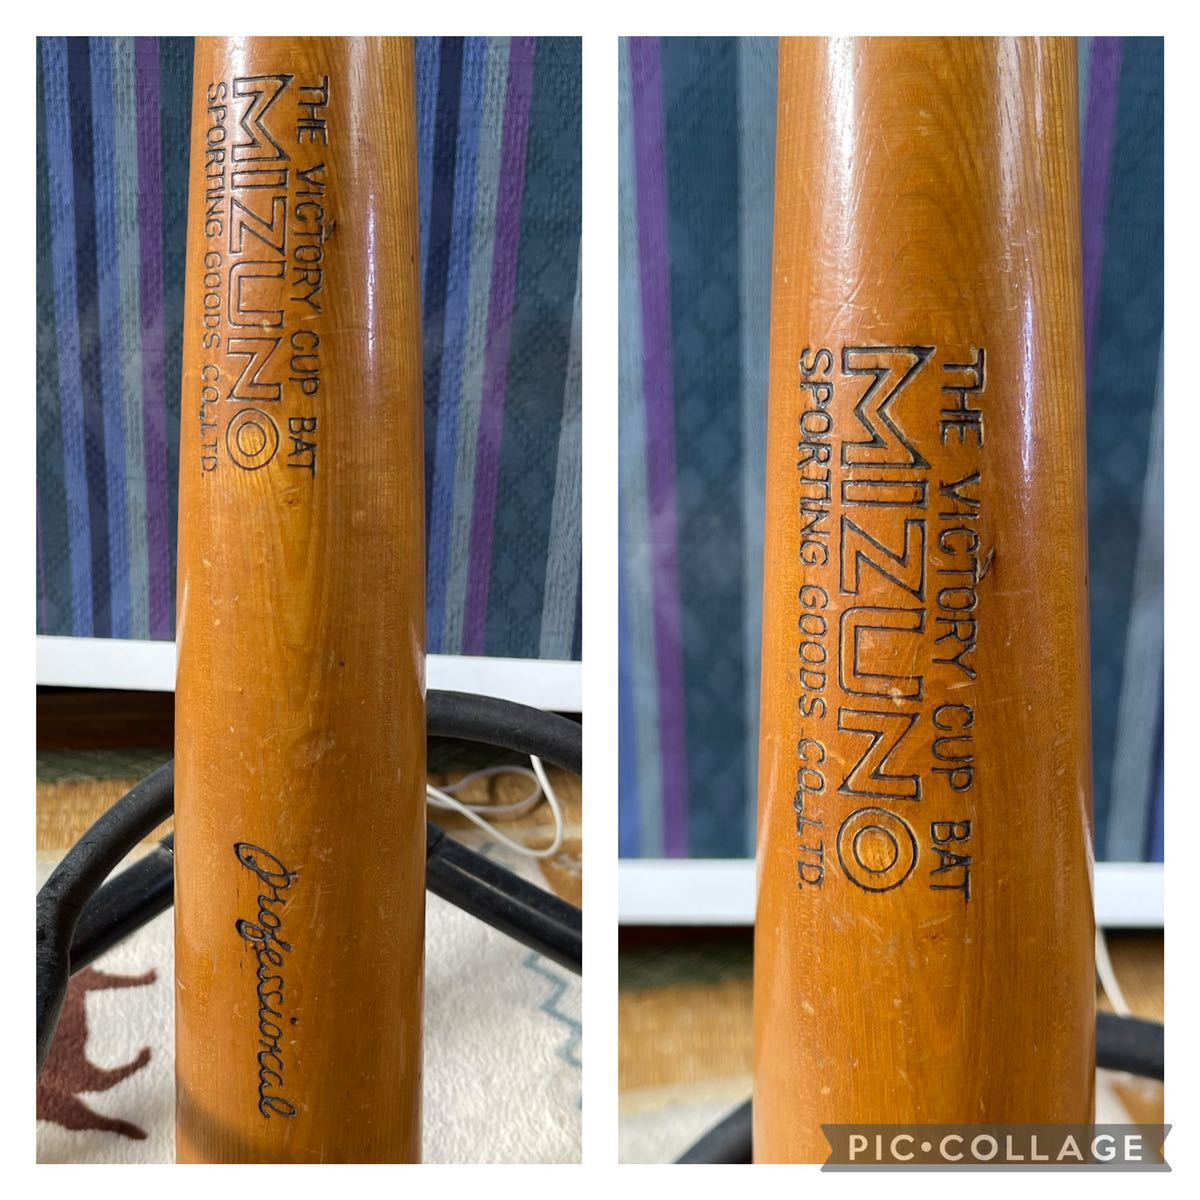 THE VICTORY CUP BAT
MIZUNO
SPORTING GOODS CO.,LTD.
Professional
THE VICTORY CUP BAT
MIZUNO
SPORTING GOODS CO.,LTD.
PIC•COLLAGE